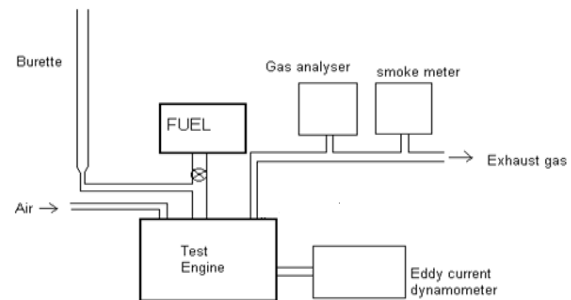 Burette
Gas analyser
smoke meter
FUEL
Exhaust gas
Air
Test
Engine
Eddy current
dynamometer